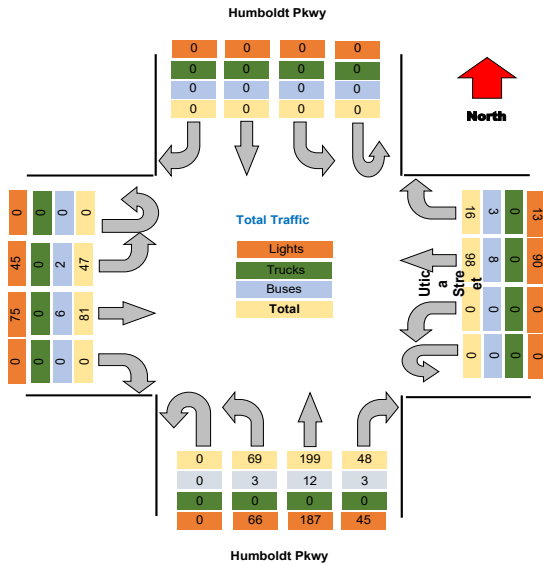 Humboldt Pkwy
0 0 0 0
0 0 0 0
0 0 0 0
0 0 0 0
North
0 0 0 0
45 0 2 47
75 0 6 81
0 0 0 0
Total Traffic
Lights
Trucks
Buses
Total
16 3 0 13
98 8 0 90
0 0 0 0
0 0 0 0
Utic
a
Stre
et
0 69 199 48
0 3 12 3
0 0 0 0
0 66 187 45
Humboldt Pkwy